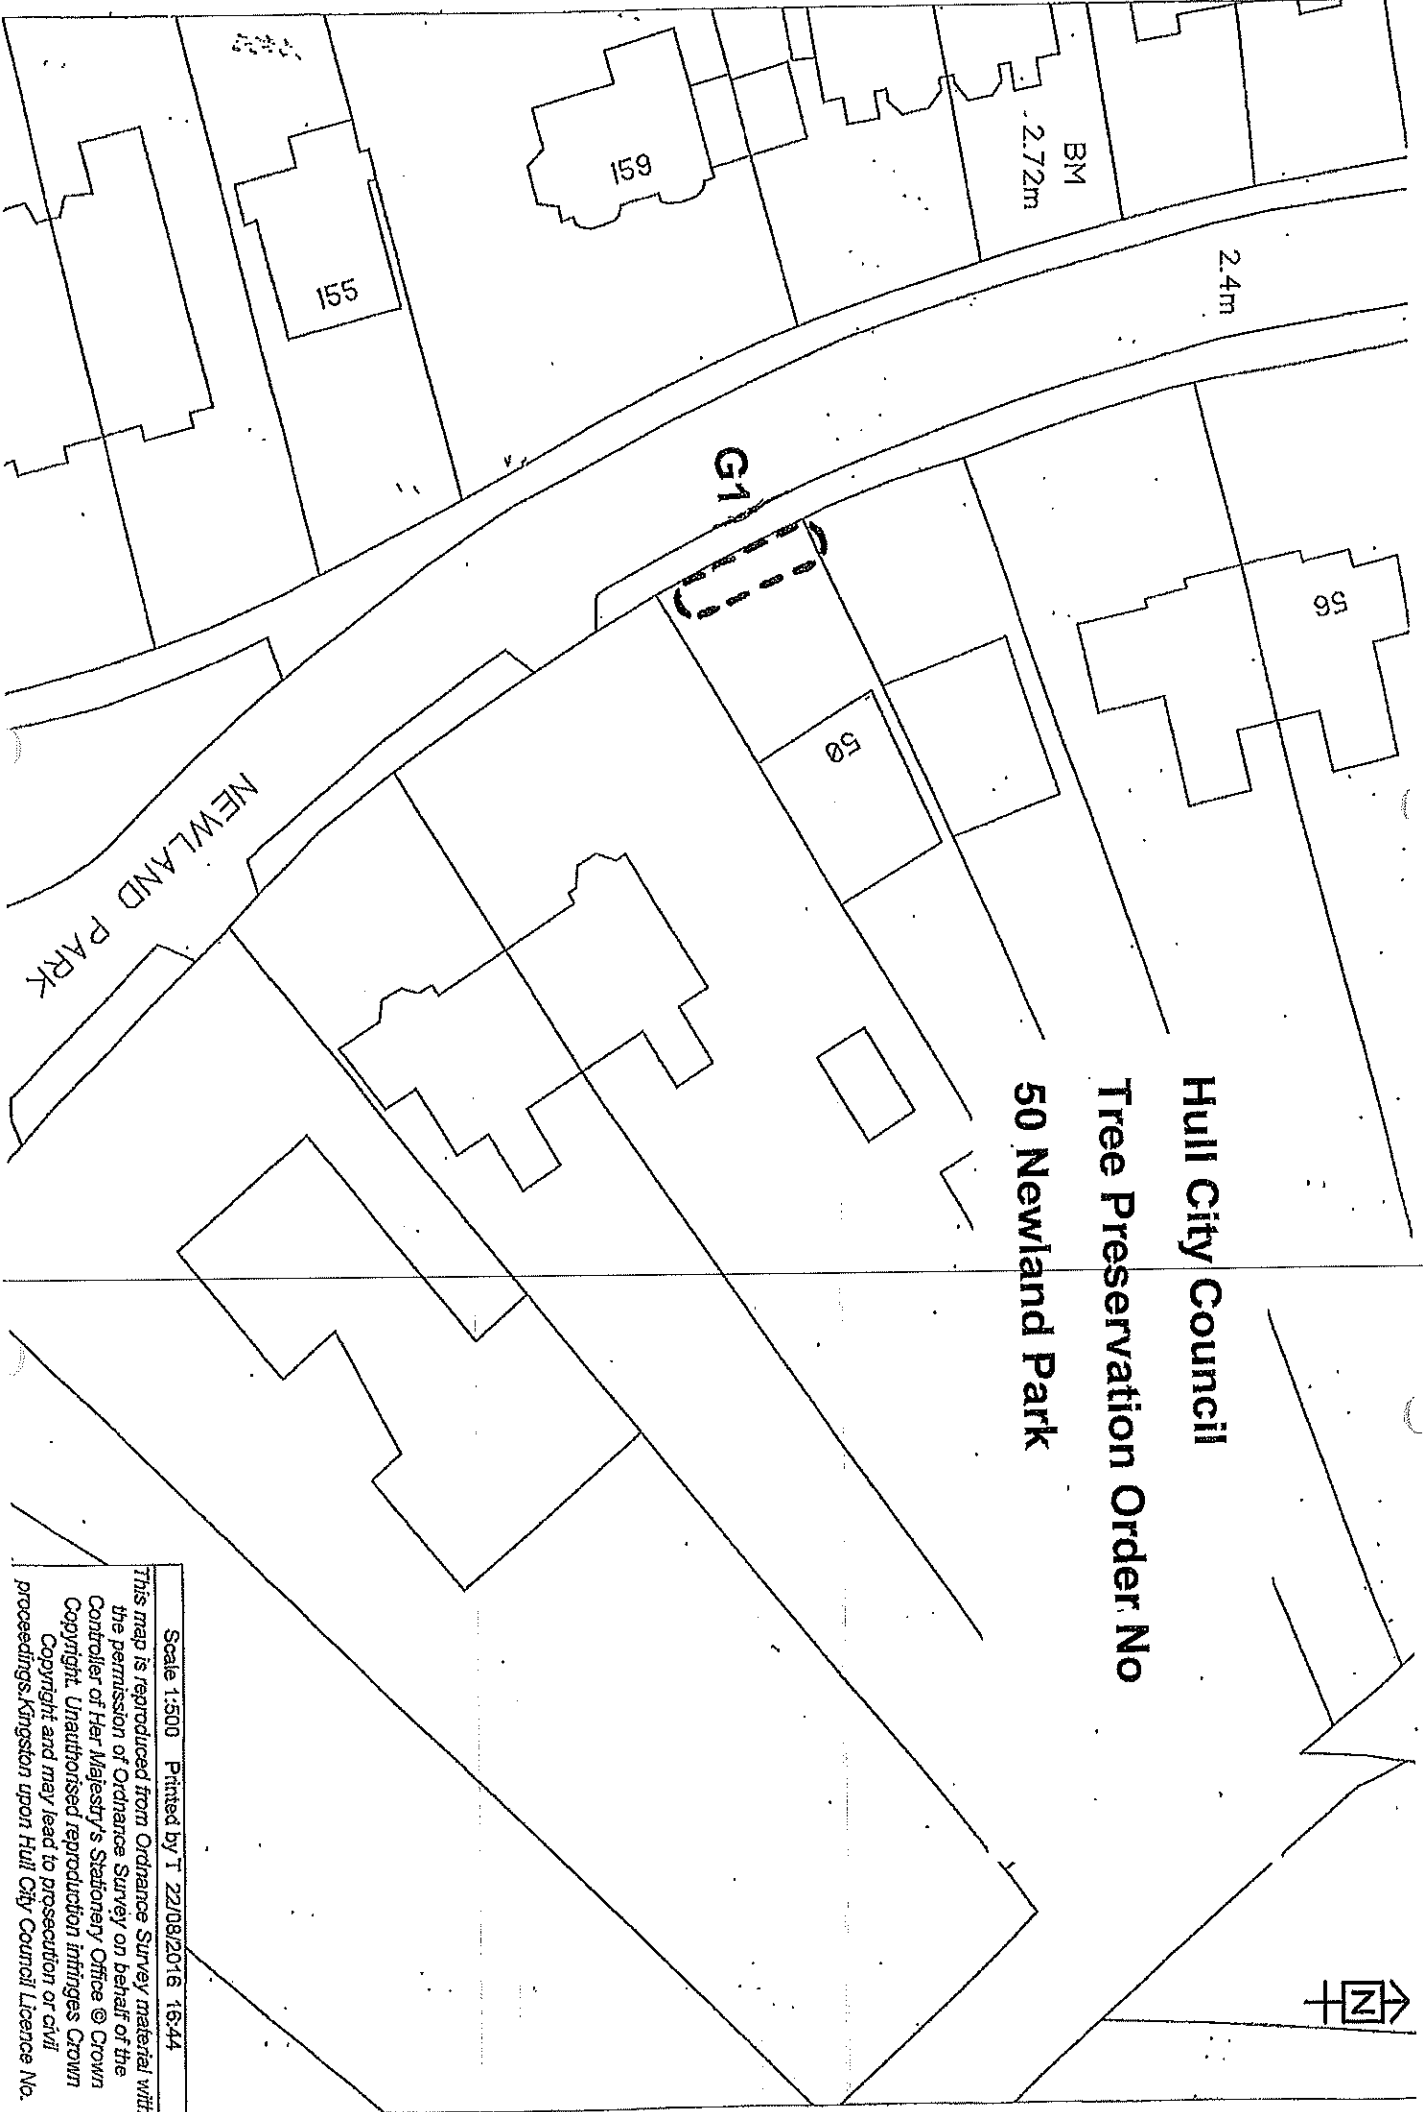 Hull City Council
Tree Preservation Order No
50 Newland Park
N
BM
2.72m
2.4m
159
155
G1
56
50
NEWLAND PARK
Scale 1:500 Printed by T 22/08/2016 16:44
This map is reproduced from Ordnance Survey material with
the permission of Ordnance Survey on behalf of the
Controller of Her Majesty's Stationery Office © Crown
Copyright. Unauthorised reproduction infringes Crown
Copyright and may lead to prosecution or civil
proceedings.Kingston upon Hull City Council Licence No.